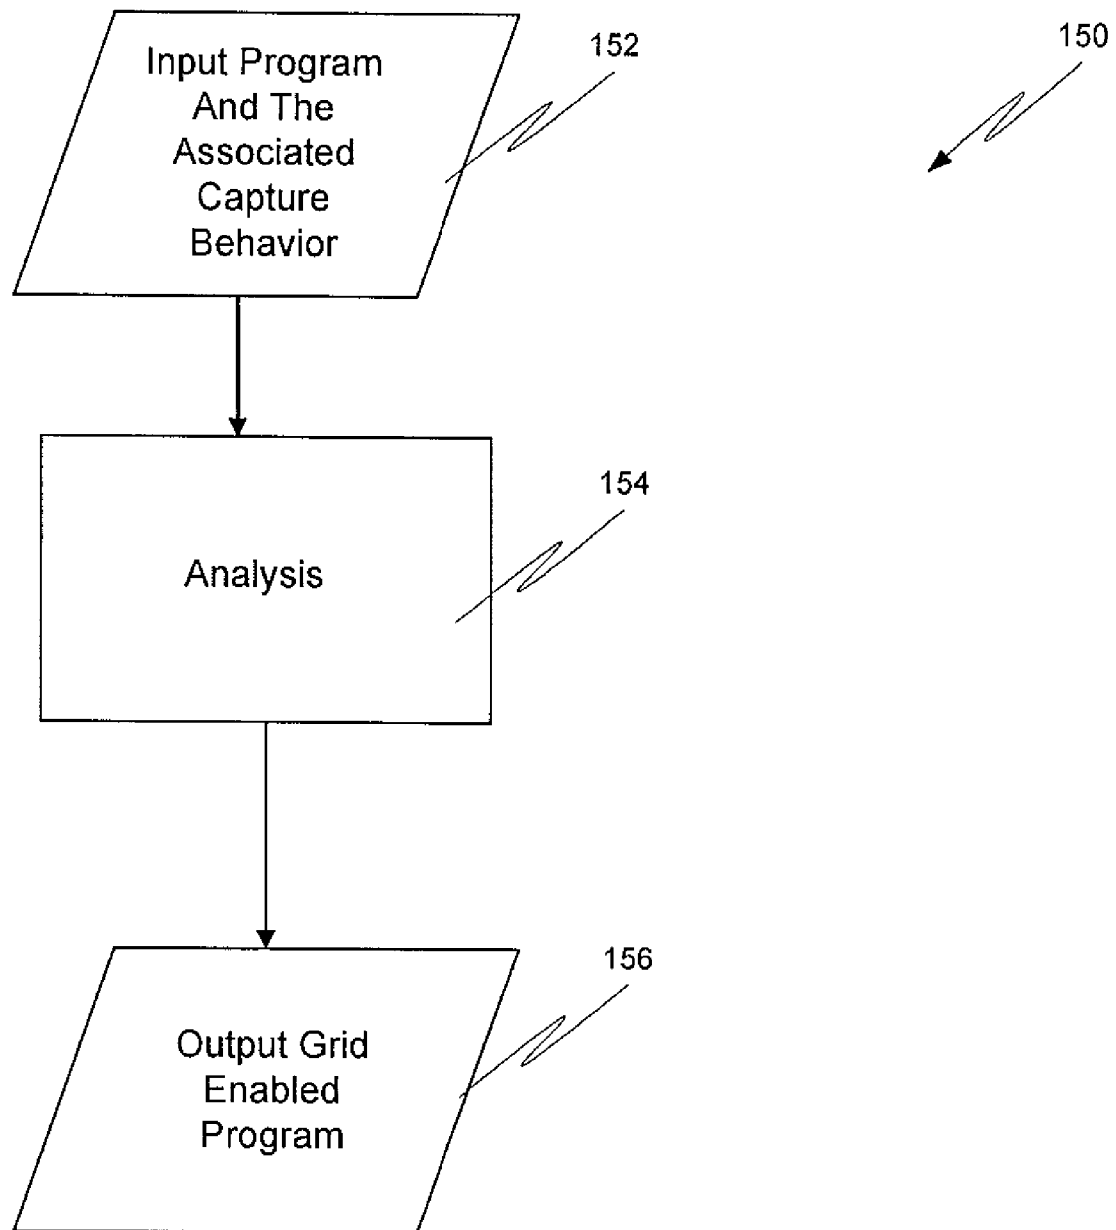 150
152
Input Program
And The
Associated
Capture
Behavior
154
Analysis
156
Output Grid
Enabled
Program